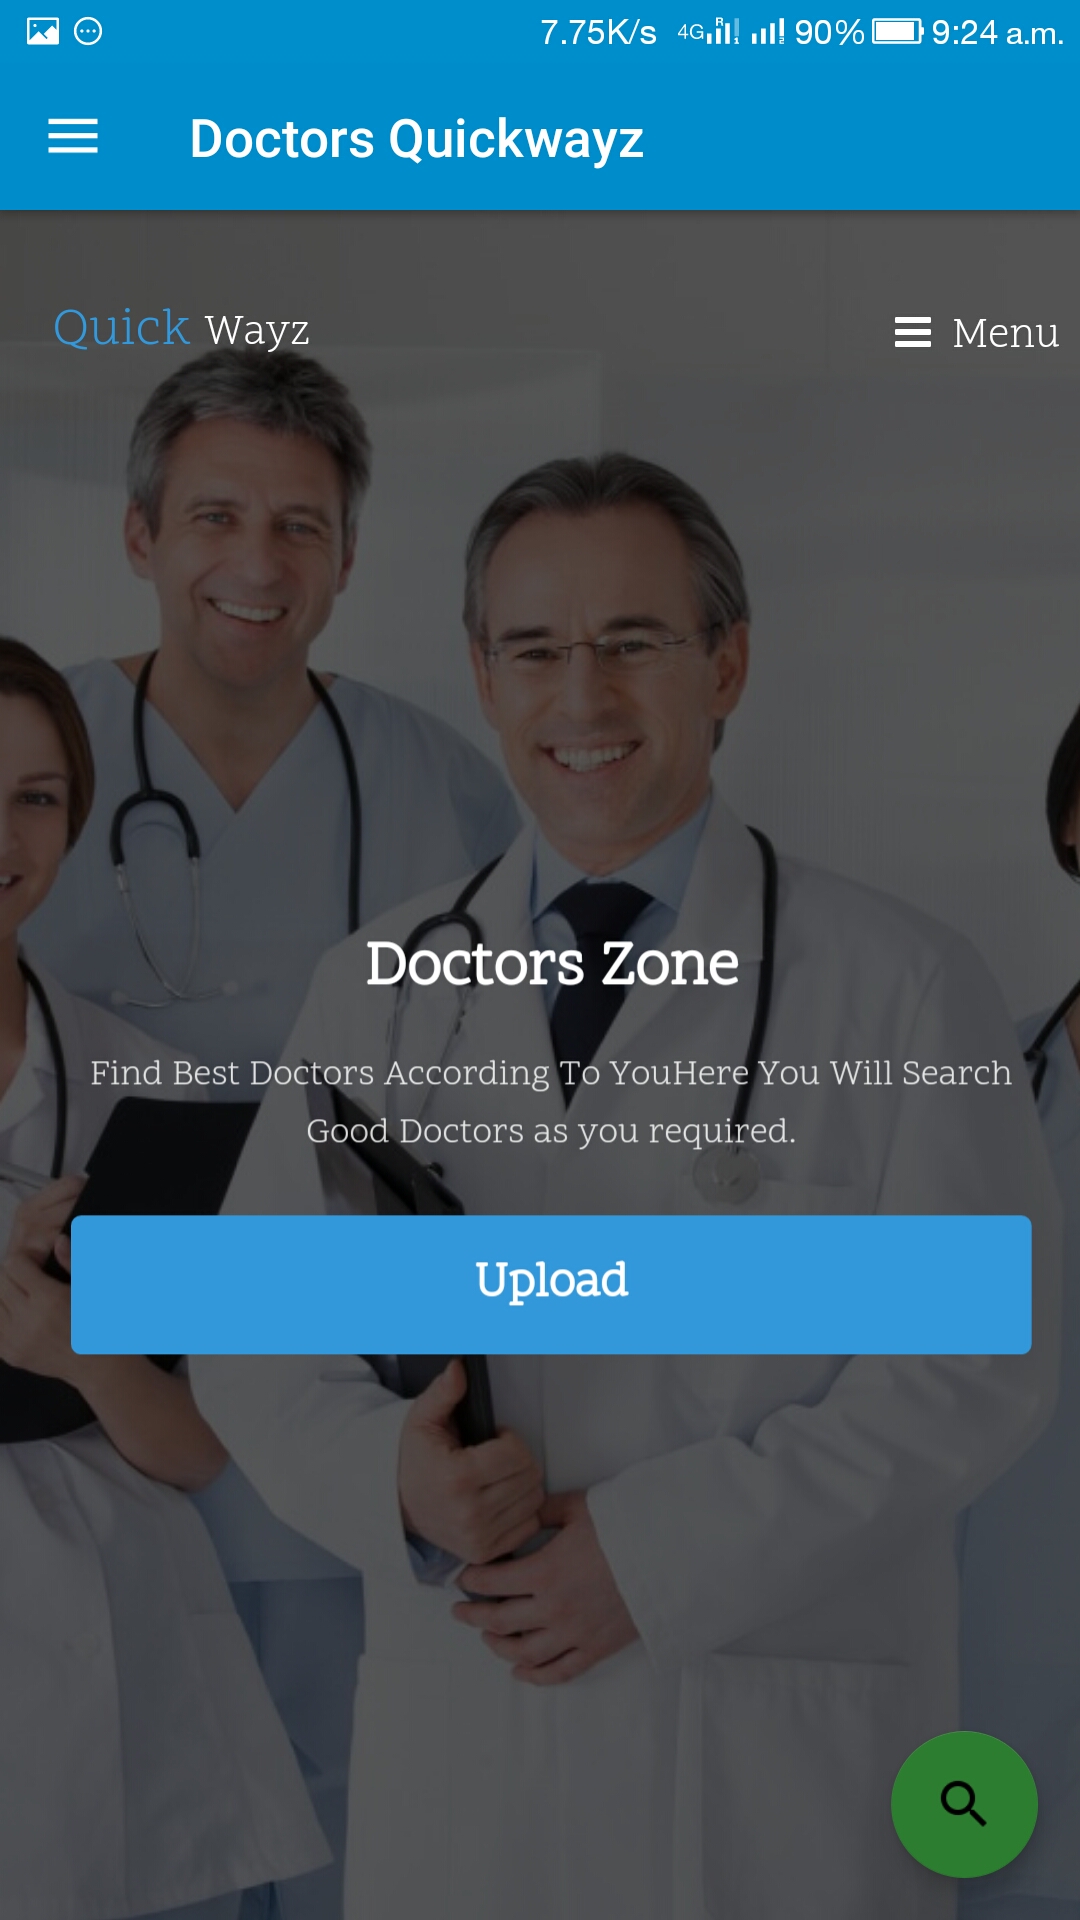 7.75K/s 4G R 90% 9:24 a.m.
Doctors Quickwayz
Quick Wayz
Menu
Doctors Zone
Find Best Doctors According To YouHere You Will Search
Good Doctors as you required.
Upload